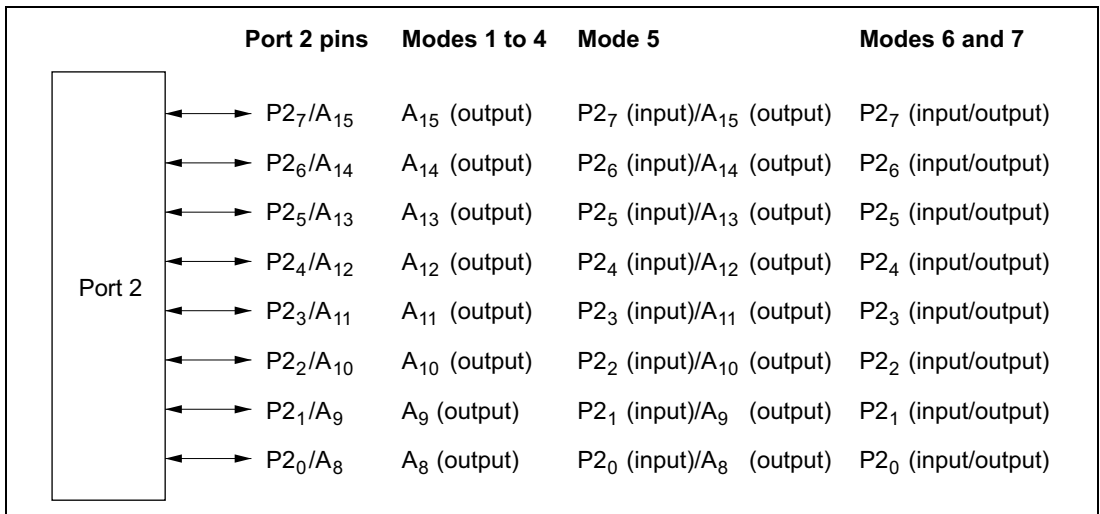 Port 2 pins Modes 1 to 4 Mode 5 Modes 6 and 7
P2₇/A₁₅ A₁₅ (output) P2₇ (input)/A₁₅ (output) P2₇ (input/output)
P2₆/A₁₄ A₁₄ (output) P2₆ (input)/A₁₄ (output) P2₆ (input/output)
P2₅/A₁₃ A₁₃ (output) P2₅ (input)/A₁₃ (output) P2₅ (input/output)
P2₄/A₁₂ A₁₂ (output) P2₄ (input)/A₁₂ (output) P2₄ (input/output)
Port 2
P2₃/A₁₁ A₁₁ (output) P2₃ (input)/A₁₁ (output) P2₃ (input/output)
P2₂/A₁₀ A₁₀ (output) P2₂ (input)/A₁₀ (output) P2₂ (input/output)
P2₁/A₉ A₉ (output) P2₁ (input)/A₉ (output) P2₁ (input/output)
P2₀/A₈ A₈ (output) P2₀ (input)/A₈ (output) P2₀ (input/output)